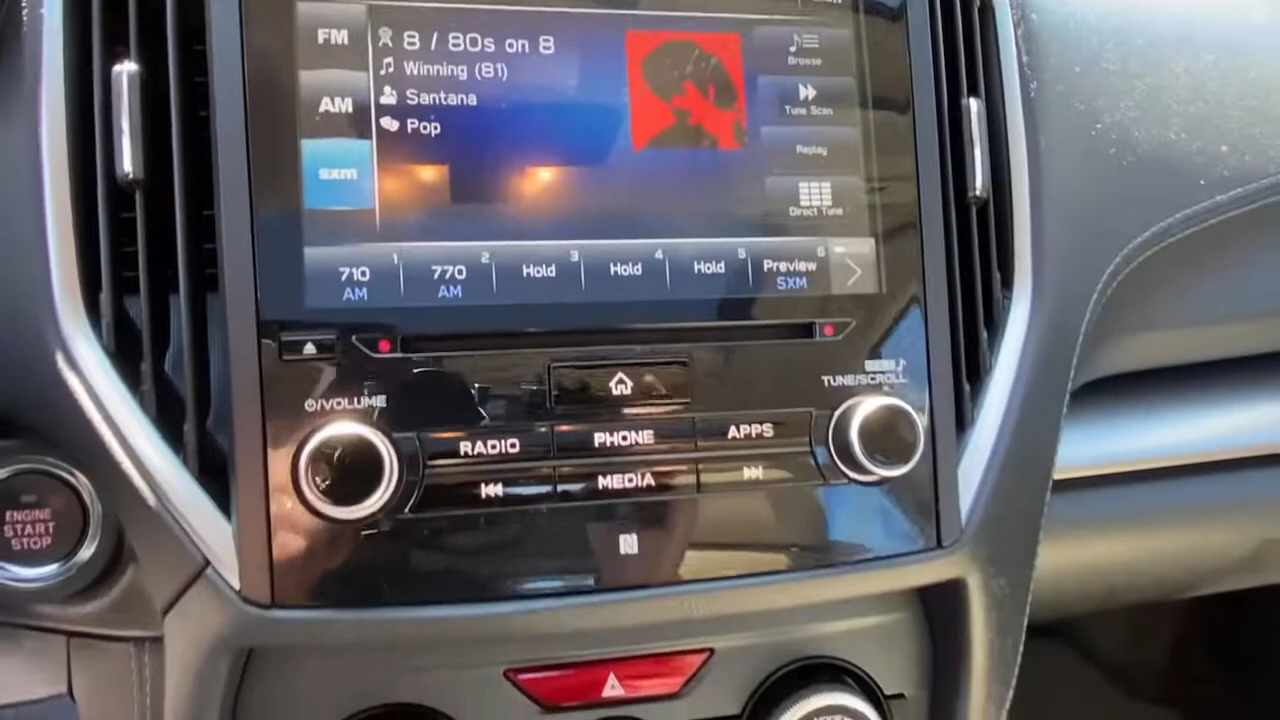 FM
8 / 80s on 8
Browse
Winning (81)
AM
Santana
Tune Scan
Pop
Replay
sxm
Direct Tune
1 2 3 4 5 6
710 770 Hold Hold Hold Preview
AM AM SXM
⏻/VOLUME
TUNE/SCROLL
RADIO PHONE APPS
MEDIA
ENGINE
START
STOP
N